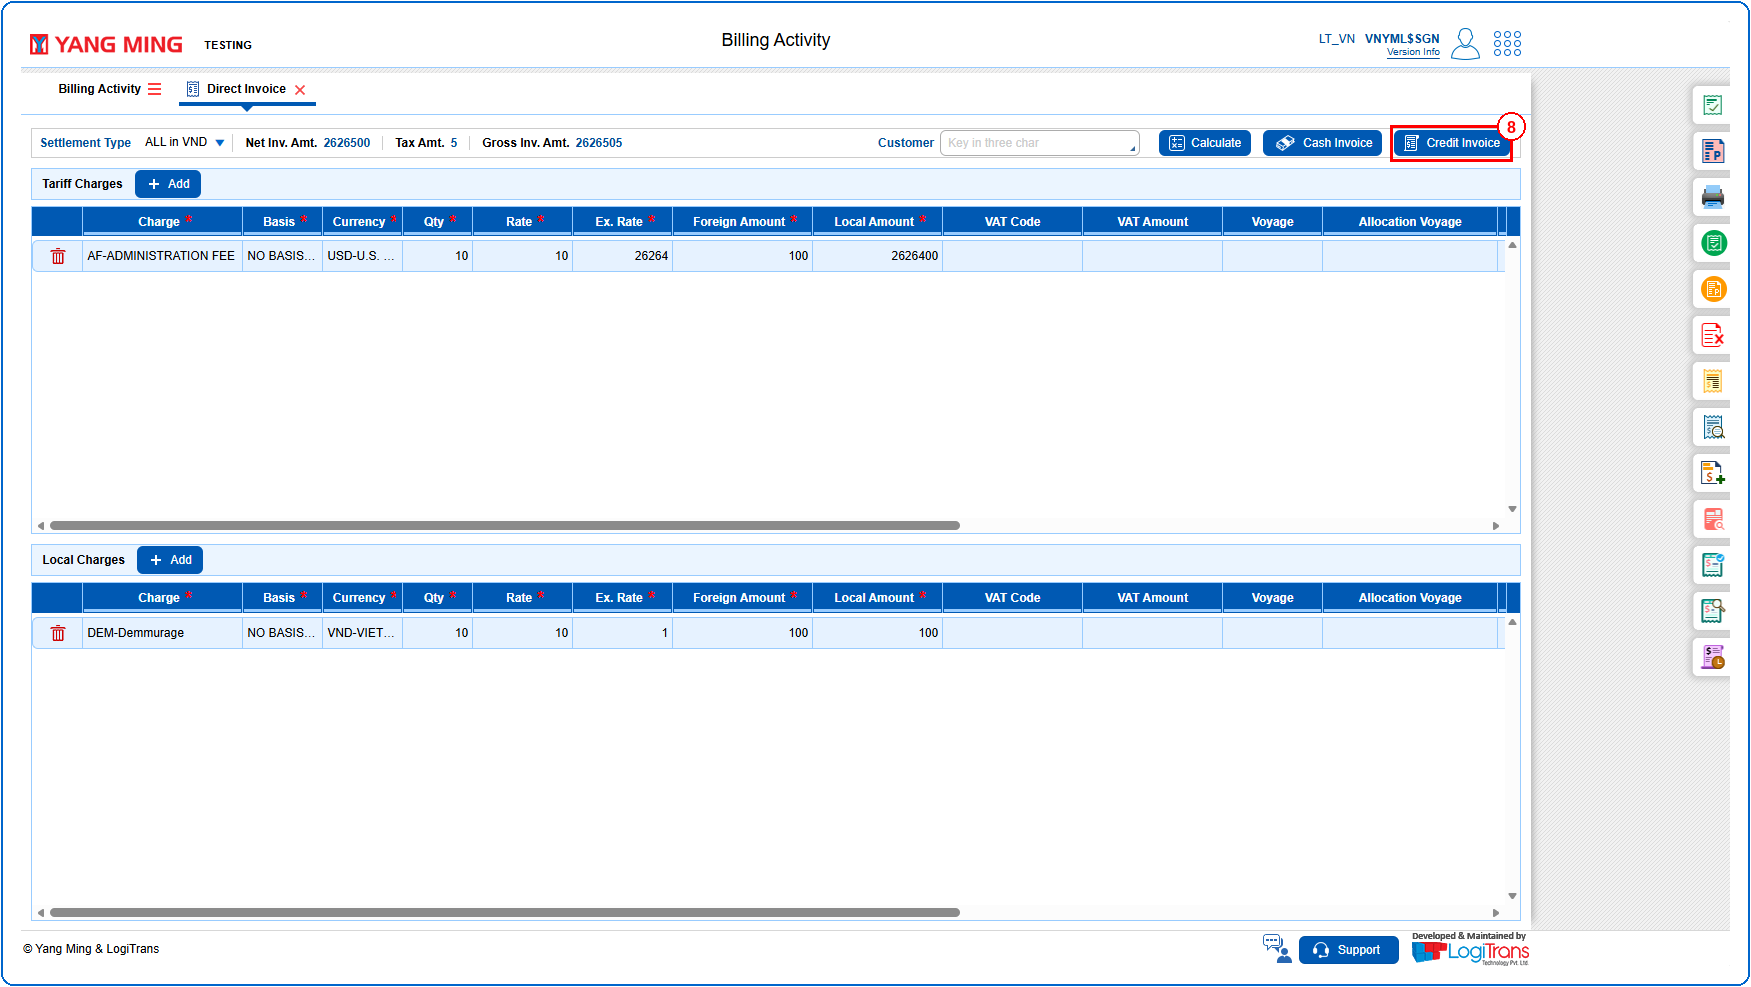 YANG MING TESTING
Billing Activity
LT_VN VNYML$SGN
Version Info
Billing Activity
Direct Invoice
8
Settlement Type ALL in VND Net Inv. Amt. 2626500 Tax Amt. 5 Gross Inv. Amt. 2626505 Customer Key in three char Calculate Cash Invoice Credit Invoice
Tariff Charges + Add
Charge * Basis * Currency * Qty * Rate * Ex. Rate * Foreign Amount * Local Amount * VAT Code VAT Amount Voyage Allocation Voyage
AF-ADMINISTRATION FEE NO BASIS... USD-U.S. ... 10 10 26264 100 2626400
Local Charges + Add
Charge * Basis * Currency * Qty * Rate * Ex. Rate * Foreign Amount * Local Amount * VAT Code VAT Amount Voyage Allocation Voyage
DEM-Demmurage NO BASIS... VND-VIET... 10 10 1 100 100
© Yang Ming & LogiTrans
Support
Developed & Maintained by
LogiTrans
Technology Pvt. Ltd.